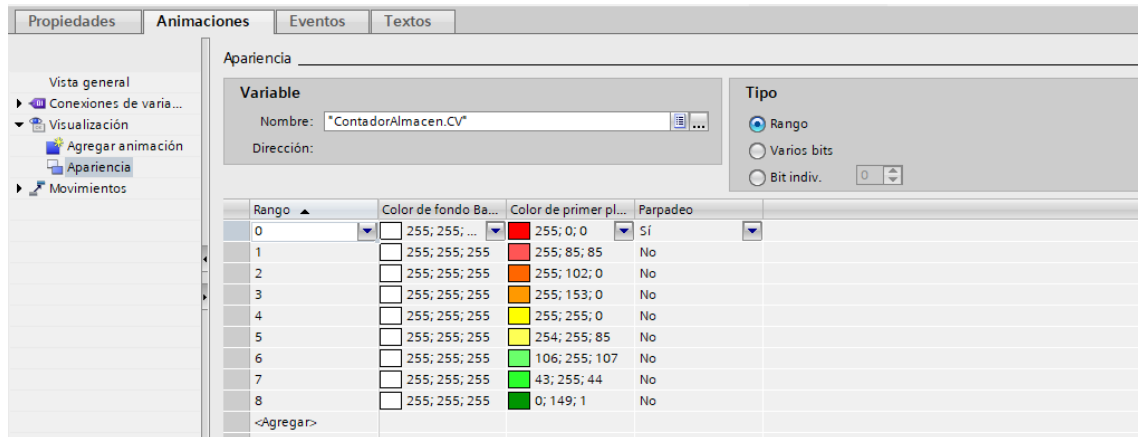 Propiedades Animaciones Eventos Textos
Apariencia
Vista general
Conexiones de varia...
Visualización
Agregar animación
Apariencia
Movimientos
Variable
Nombre: "ContadorAlmacen.CV" ...
Dirección:
Tipo
Rango
Varios bits
Bit indiv. 0
Rango Color de fondo Ba... Color de primer pl... Parpadeo
0 255; 255; ... 255; 0; 0 Sí
1 255; 255; 255 255; 85; 85 No
2 255; 255; 255 255; 102; 0 No
3 255; 255; 255 255; 153; 0 No
4 255; 255; 255 255; 255; 0 No
5 255; 255; 255 254; 255; 85 No
6 255; 255; 255 106; 255; 107 No
7 255; 255; 255 43; 255; 44 No
8 255; 255; 255 0; 149; 1 No
<Agregar>